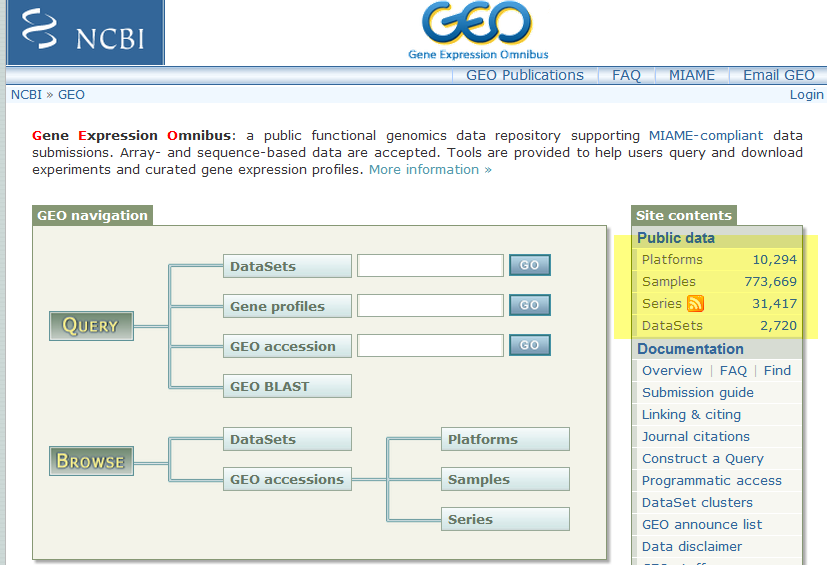 NCBI
GEO
Gene Expression Omnibus
GEO Publications FAQ MIAME Email GEO
NCBI » GEO Login
Gene Expression Omnibus: a public functional genomics data repository supporting MIAME-compliant data
submissions. Array- and sequence-based data are accepted. Tools are provided to help users query and download
experiments and curated gene expression profiles. More information »
GEO navigation
QUERY
DataSets GO
Gene profiles GO
GEO accession GO
GEO BLAST
BROWSE
DataSets
GEO accessions
Platforms
Samples
Series
Site contents
Public data
Platforms 10,294
Samples 773,669
Series 31,417
DataSets 2,720
Documentation
Overview | FAQ | Find
Submission guide
Linking & citing
Journal citations
Construct a Query
Programmatic access
DataSet clusters
GEO announce list
Data disclaimer